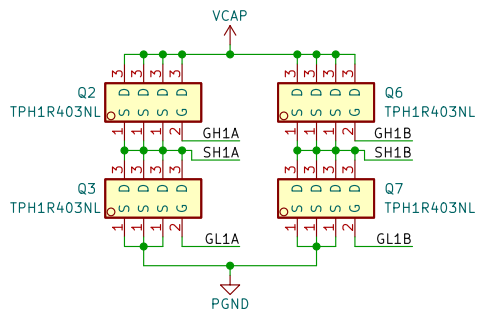 VCAP
3 3 3 3 3 3 3 3
Q2 D D D D D D D D Q6
TPH1R403NL S S S G S S S G TPH1R403NL
1 1 1 2 GH1A 1 1 1 2 GH1B
SH1A SH1B
3 3 3 3 3 3 3 3
Q3 D D D D D D D D Q7
TPH1R403NL S S S G S S S G TPH1R403NL
1 1 1 2 GL1A 1 1 1 2 GL1B
PGND